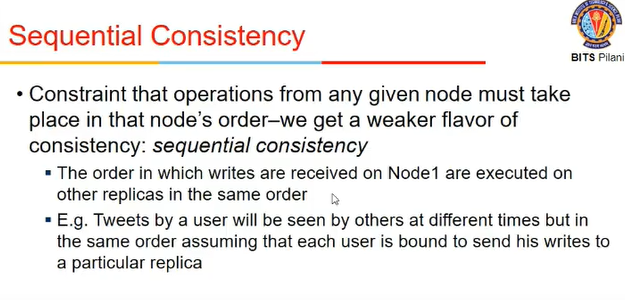 Sequential Consistency
BITS Pilani
• Constraint that operations from any given node must take
place in that node's order–we get a weaker flavor of
consistency: sequential consistency
▪ The order in which writes are received on Node1 are executed on
other replicas in the same order
▪ E.g. Tweets by a user will be seen by others at different times but in
the same order assuming that each user is bound to send his writes to
a particular replica